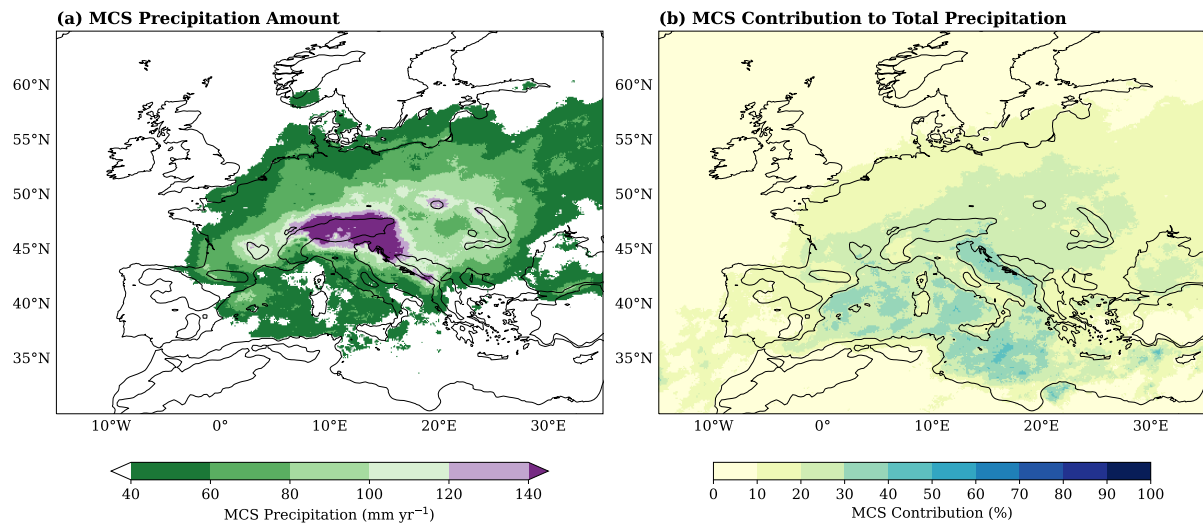 (a) MCS Precipitation Amount
60°N
55°N
50°N
45°N
40°N
35°N
10°W 0° 10°E 20°E 30°E
40 60 80 100 120 140
MCS Precipitation (mm yr⁻¹)
(b) MCS Contribution to Total Precipitation
60°N
55°N
50°N
45°N
40°N
35°N
10°W 0° 10°E 20°E 30°E
0 10 20 30 40 50 60 70 80 90 100
MCS Contribution (%)